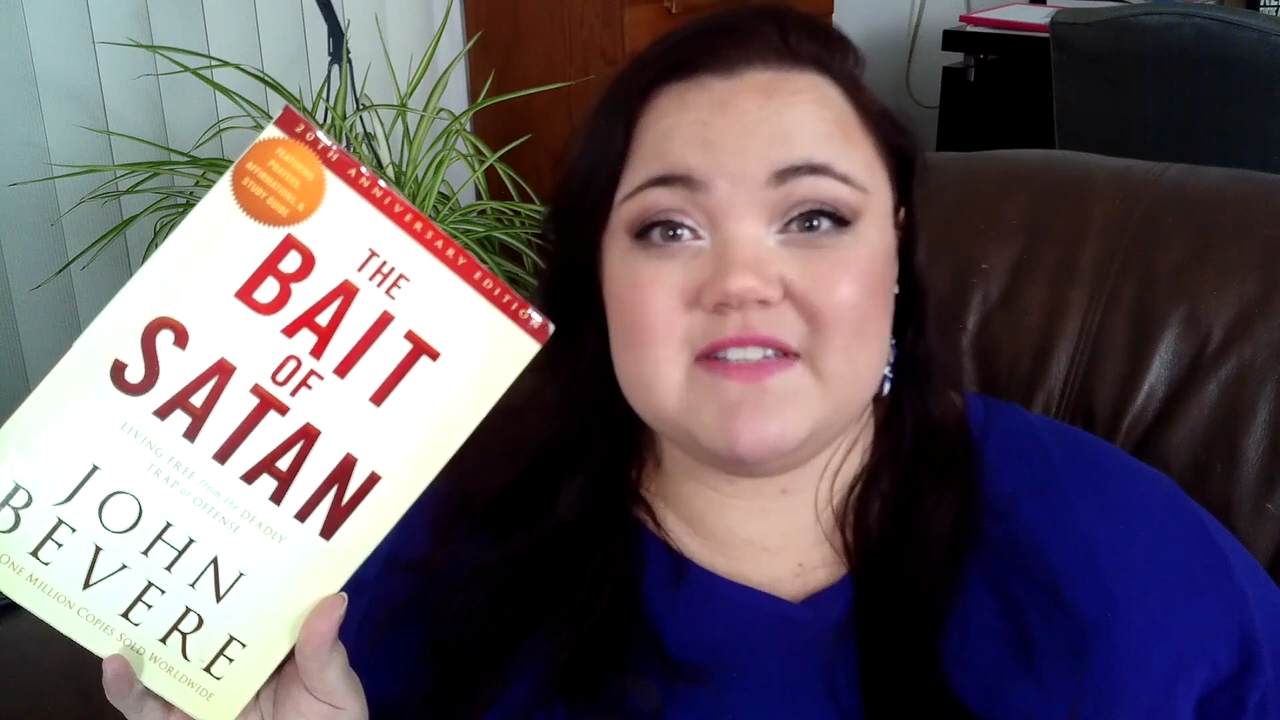 20TH ANNIVERSARY EDITION
FEATURING
PRAYERS,
AFFIRMATIONS, &
STUDY GUIDE
THE
BAIT
OF
SATAN
LIVING FREE from the DEADLY
TRAP of OFFENSE
JOHN
BEVERE
ONE MILLION COPIES SOLD WORLDWIDE